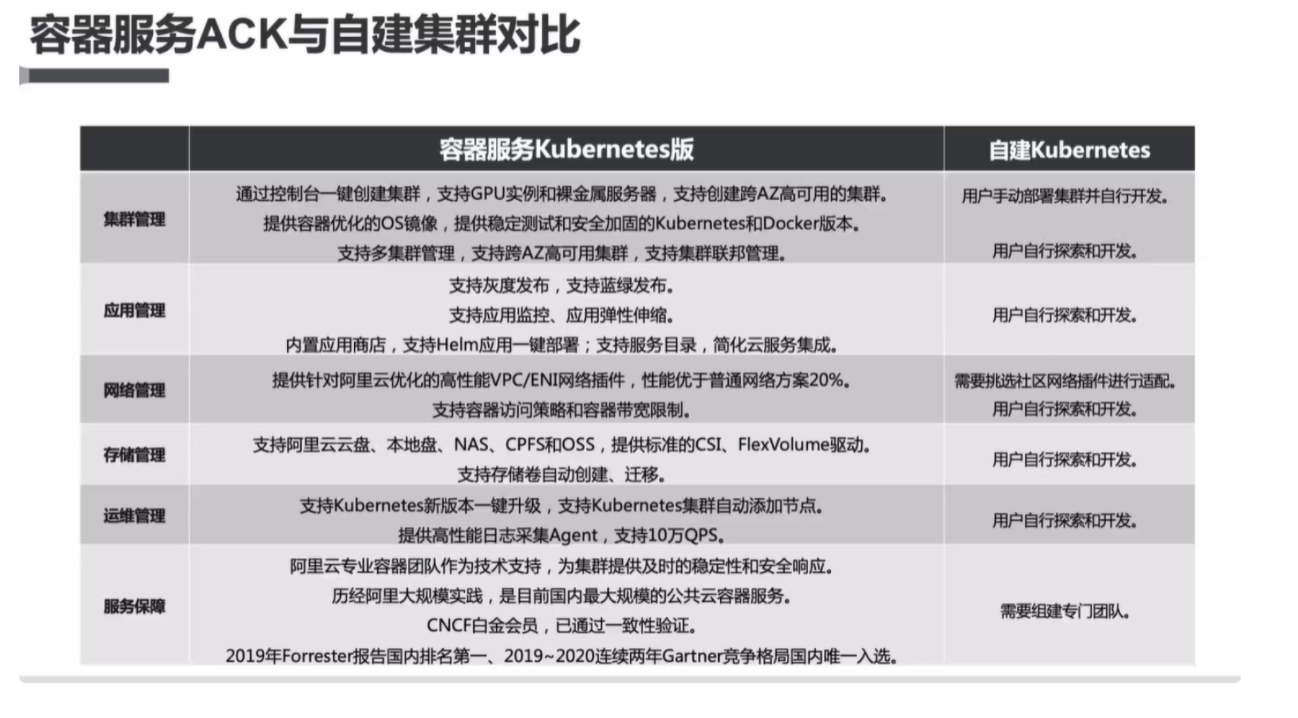 容器服务ACK与自建集群对比
容器服务Kubernetes版
自建Kubernetes
集群管理
通过控制台一键创建集群，支持GPU实例和裸金属服务器，支持创建跨AZ高可用的集群。
提供容器优化的OS镜像，提供稳定测试和安全加固的Kubernetes和Docker版本。
支持多集群管理，支持跨AZ高可用集群，支持集群联邦管理。
用户手动部署集群并自行开发。
用户自行探索和开发。
应用管理
支持灰度发布，支持蓝绿发布。
支持应用监控、应用弹性伸缩。
内置应用商店，支持Helm应用一键部署；支持服务目录，简化云服务集成。
用户自行探索和开发。
网络管理
提供针对阿里云优化的高性能VPC/ENI网络插件，性能优于普通网络方案20%。
支持容器访问策略和容器带宽限制。
需要挑选社区网络插件进行适配。
用户自行探索和开发。
存储管理
支持阿里云云盘、本地盘、NAS、CPFS和OSS，提供标准的CSI、FlexVolume驱动。
支持存储卷自动创建、迁移。
用户自行探索和开发。
运维管理
支持Kubernetes新版本一键升级，支持Kubernetes集群自动添加节点。
提供高性能日志采集Agent，支持10万QPS。
用户自行探索和开发。
服务保障
阿里云专业容器团队作为技术支持，为集群提供及时的稳定性和安全响应。
历经阿里大规模实践，是目前国内最大规模的公共云容器服务。
CNCF白金会员，已通过一致性验证。
2019年Forrester报告国内排名第一、2019~2020连续两年Gartner竞争格局国内唯一入选。
需要组建专门团队。